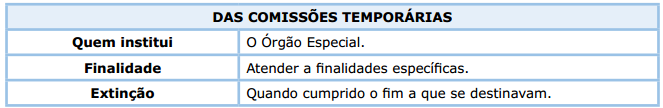 DAS COMISSÕES TEMPORÁRIAS
Quem institui O Órgão Especial.
Finalidade Atender a finalidades específicas.
Extinção Quando cumprido o fim a que se destinavam.